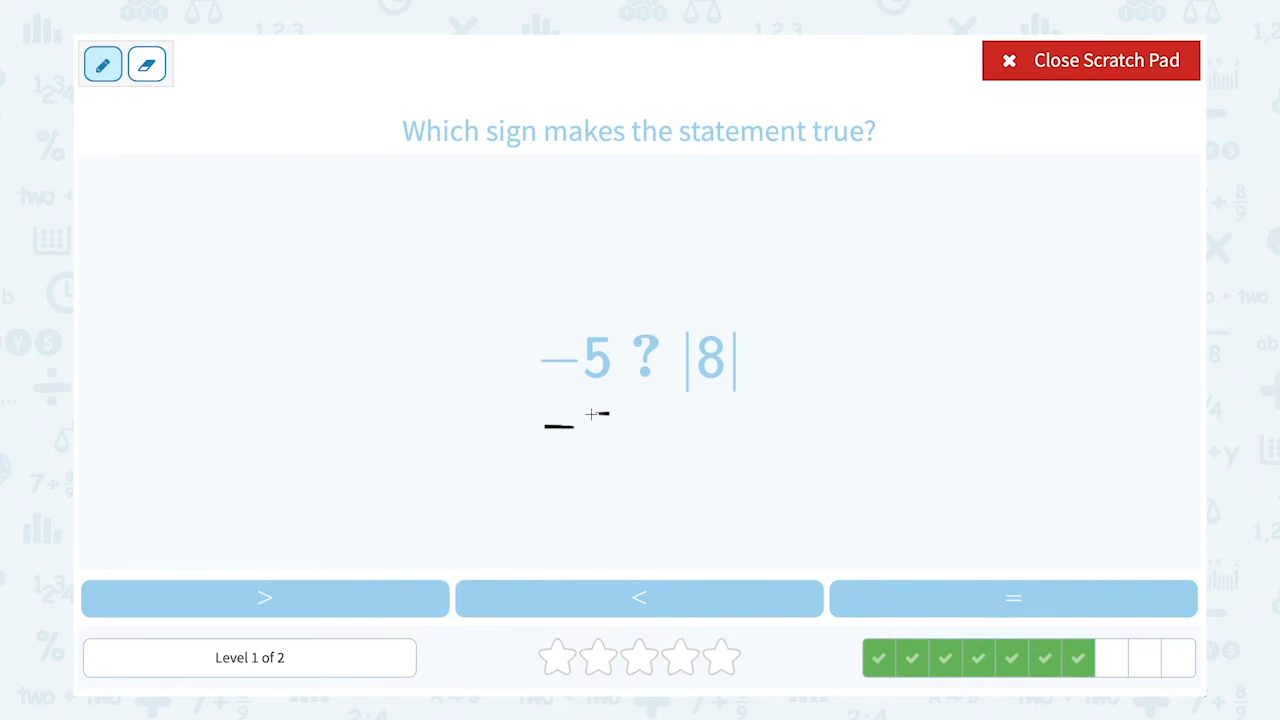 Close Scratch Pad
Which sign makes the statement true?
−5 ? |8|
> < =
Level 1 of 2